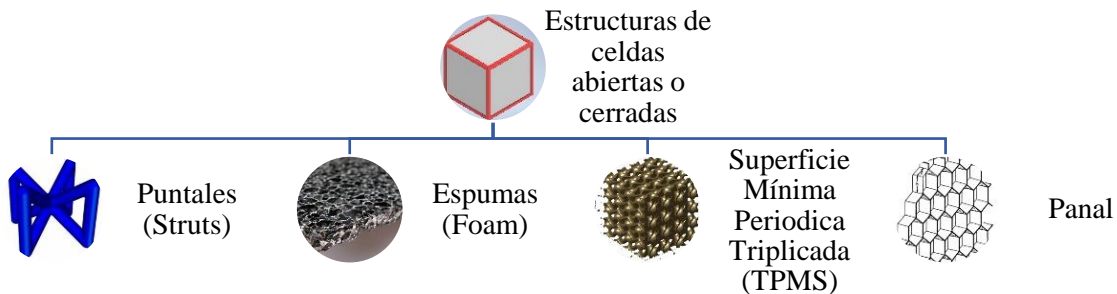 Estructuras de
celdas
abiertas o
cerradas
Puntales
(Struts)
Espumas
(Foam)
Superficie
Mínima
Periodica
Triplicada
(TPMS)
Panal